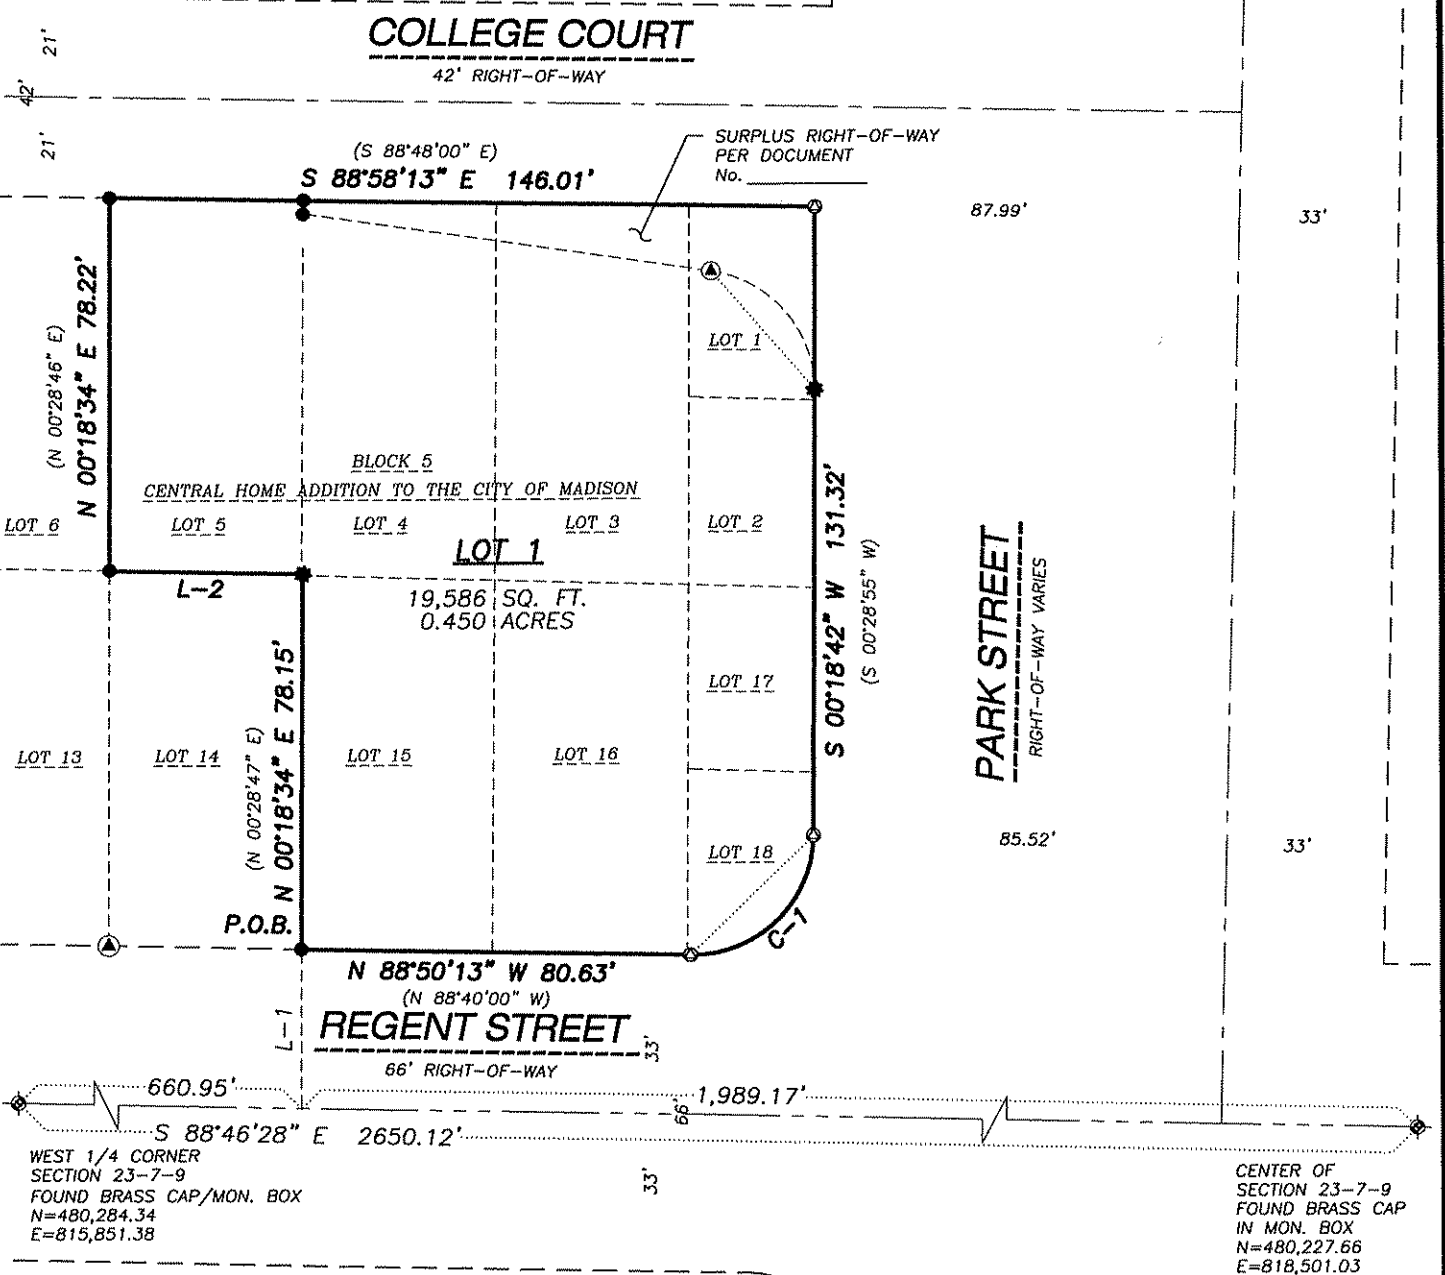 21'
42'
21'
COLLEGE COURT
42' RIGHT-OF-WAY
(S 88°48'00" E)
S 88°58'13" E 146.01'
SURPLUS RIGHT-OF-WAY
PER DOCUMENT
No.
87.99'
33'
N 00°18'34" E 78.22'
(N 00°28'46" E)
LOT 1
BLOCK 5
CENTRAL HOME ADDITION TO THE CITY OF MADISON
LOT 6
LOT 5
LOT 4
LOT 3
LOT 2
LOT 1
19,586 SQ. FT.
0.450 ACRES
L-2
S 00°18'42" W 131.32'
(S 00°28'55" W)
PARK STREET
RIGHT-OF-WAY VARIES
N 00°18'34" E 78.15'
(N 00°28'47" E)
LOT 17
LOT 13
LOT 14
LOT 15
LOT 16
LOT 18
85.52'
33'
P.O.B.
C-1
N 88°50'13" W 80.63'
(N 88°40'00" W)
L-1
REGENT STREET
66' RIGHT-OF-WAY
33'
660.95'
1,989.17'
66'
S 88°46'28" E 2650.12'
33'
WEST 1/4 CORNER
SECTION 23-7-9
FOUND BRASS CAP/MON. BOX
N=480,284.34
E=815,851.38
CENTER OF
SECTION 23-7-9
FOUND BRASS CAP
IN MON. BOX
N=480,227.66
E=818,501.03